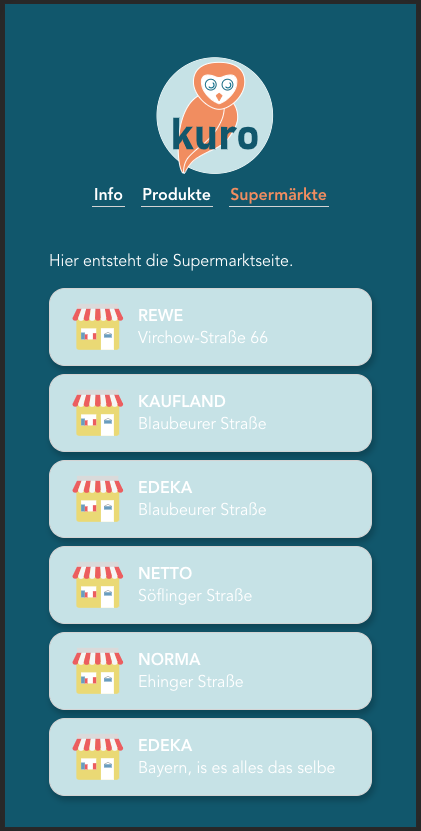 kuro
Info Produkte Supermärkte
Hier entsteht die Supermarktseite.
REWE
Virchow-Straße 66
KAUFLAND
Blaubeurer Straße
EDEKA
Blaubeurer Straße
NETTO
Söflinger Straße
NORMA
Ehinger Straße
EDEKA
Bayern, is es alles das selbe